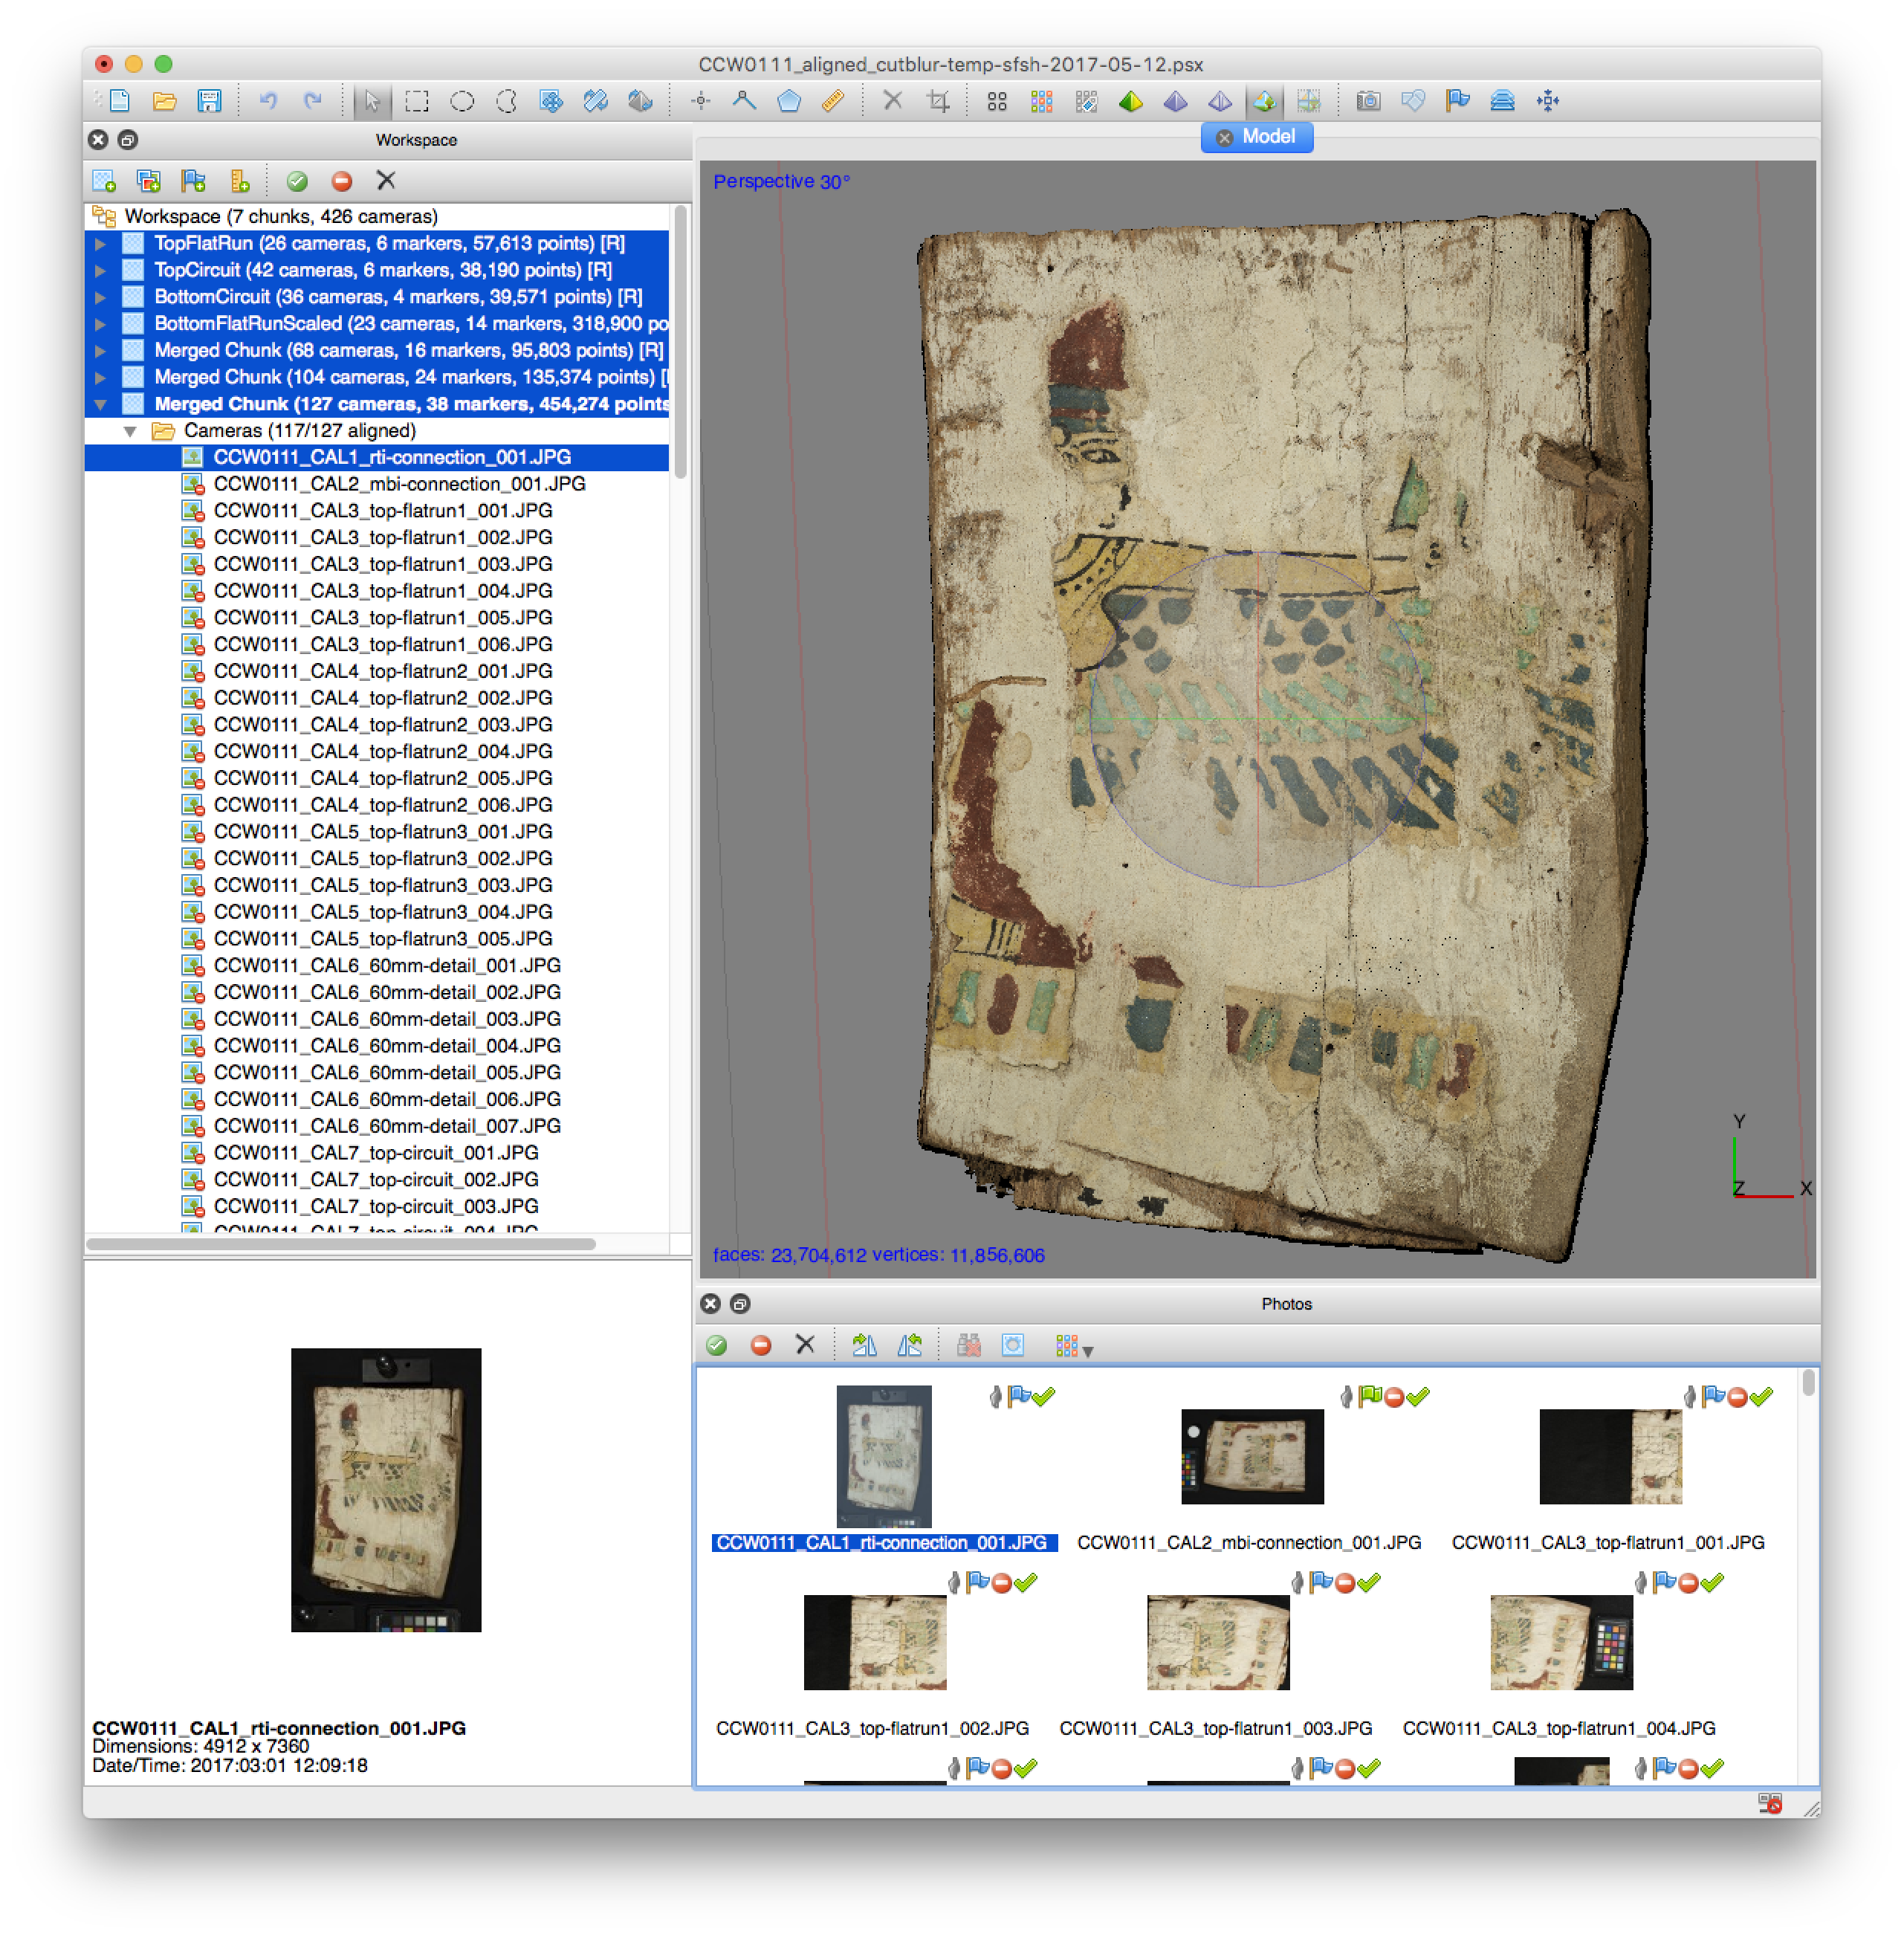 CCW0111_aligned_cutblur-temp-sfsh-2017-05-12.psx
Workspace
Model
Workspace (7 chunks, 426 cameras)
TopFlatRun (26 cameras, 6 markers, 57,613 points) [R]
TopCircuit (42 cameras, 6 markers, 38,190 points) [R]
BottomCircuit (36 cameras, 4 markers, 39,571 points) [R]
BottomFlatRunScaled (23 cameras, 14 markers, 318,900 po
Merged Chunk (68 cameras, 16 markers, 95,803 points) [R]
Merged Chunk (104 cameras, 24 markers, 135,374 points) [
Merged Chunk (127 cameras, 38 markers, 454,274 points
Cameras (117/127 aligned)
CCW0111_CAL1_rti-connection_001.JPG
CCW0111_CAL2_mbi-connection_001.JPG
CCW0111_CAL3_top-flatrun1_001.JPG
CCW0111_CAL3_top-flatrun1_002.JPG
CCW0111_CAL3_top-flatrun1_003.JPG
CCW0111_CAL3_top-flatrun1_004.JPG
CCW0111_CAL3_top-flatrun1_005.JPG
CCW0111_CAL3_top-flatrun1_006.JPG
CCW0111_CAL4_top-flatrun2_001.JPG
CCW0111_CAL4_top-flatrun2_002.JPG
CCW0111_CAL4_top-flatrun2_003.JPG
CCW0111_CAL4_top-flatrun2_004.JPG
CCW0111_CAL4_top-flatrun2_005.JPG
CCW0111_CAL4_top-flatrun2_006.JPG
CCW0111_CAL5_top-flatrun3_001.JPG
CCW0111_CAL5_top-flatrun3_002.JPG
CCW0111_CAL5_top-flatrun3_003.JPG
CCW0111_CAL5_top-flatrun3_004.JPG
CCW0111_CAL5_top-flatrun3_005.JPG
CCW0111_CAL6_60mm-detail_001.JPG
CCW0111_CAL6_60mm-detail_002.JPG
CCW0111_CAL6_60mm-detail_003.JPG
CCW0111_CAL6_60mm-detail_004.JPG
CCW0111_CAL6_60mm-detail_005.JPG
CCW0111_CAL6_60mm-detail_006.JPG
CCW0111_CAL6_60mm-detail_007.JPG
CCW0111_CAL7_top-circuit_001.JPG
CCW0111_CAL7_top-circuit_002.JPG
CCW0111_CAL7_top-circuit_003.JPG
CCW0111_CAL7_top-circuit_004.JPG
CCW0111_CAL1_rti-connection_001.JPG
Dimensions: 4912 x 7360
Date/Time: 2017:03:01 12:09:18
Perspective 30°
Y
Z
X
faces: 23,704,612 vertices: 11,856,606
Photos
CCW0111_CAL1_rti-connection_001.JPG
CCW0111_CAL2_mbi-connection_001.JPG
CCW0111_CAL3_top-flatrun1_001.JPG
CCW0111_CAL3_top-flatrun1_002.JPG
CCW0111_CAL3_top-flatrun1_003.JPG
CCW0111_CAL3_top-flatrun1_004.JPG